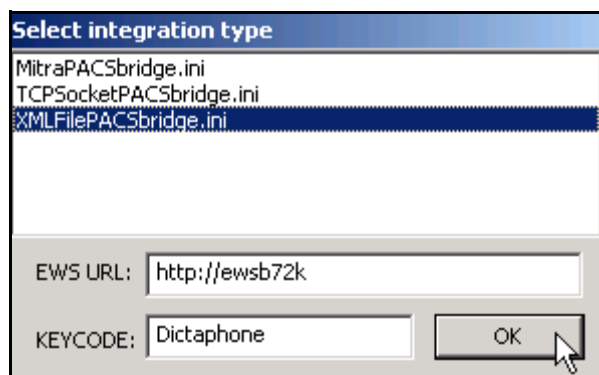 Select integration type
MitraPACSbridge.ini
TCPSocketPACSbridge.ini
XMLFilePACSbridge.ini
EWS URL: http://ewsb72k
KEYCODE: Dictaphone OK